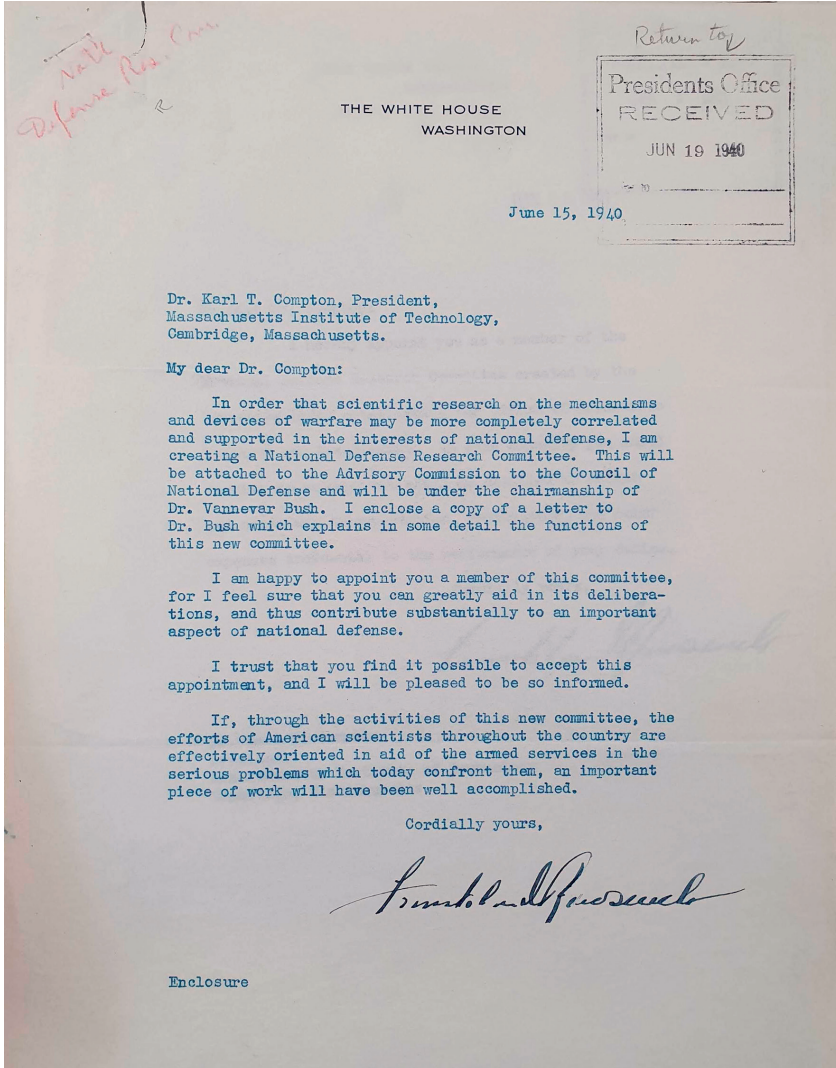 Nat'l
Defense Res. Com.
Return to
Presidents Office
RECEIVED
JUN 19 1940
THE WHITE HOUSE
WASHINGTON
June 15, 1940
Dr. Karl T. Compton, President,
Massachusetts Institute of Technology,
Cambridge, Massachusetts.
My dear Dr. Compton:
In order that scientific research on the mechanisms
and devices of warfare may be more completely correlated
and supported in the interests of national defense, I am
creating a National Defense Research Committee. This will
be attached to the Advisory Commission to the Council of
National Defense and will be under the chairmanship of
Dr. Vannevar Bush. I enclose a copy of a letter to
Dr. Bush which explains in some detail the functions of
this new committee.
I am happy to appoint you a member of this committee,
for I feel sure that you can greatly aid in its delibera-
tions, and thus contribute substantially to an important
aspect of national defense.
I trust that you find it possible to accept this
appointment, and I will be pleased to be so informed.
If, through the activities of this new committee, the
efforts of American scientists throughout the country are
effectively oriented in aid of the armed services in the
serious problems which today confront them, an important
piece of work will have been well accomplished.
Cordially yours,
Franklin D Roosevelt
Enclosure